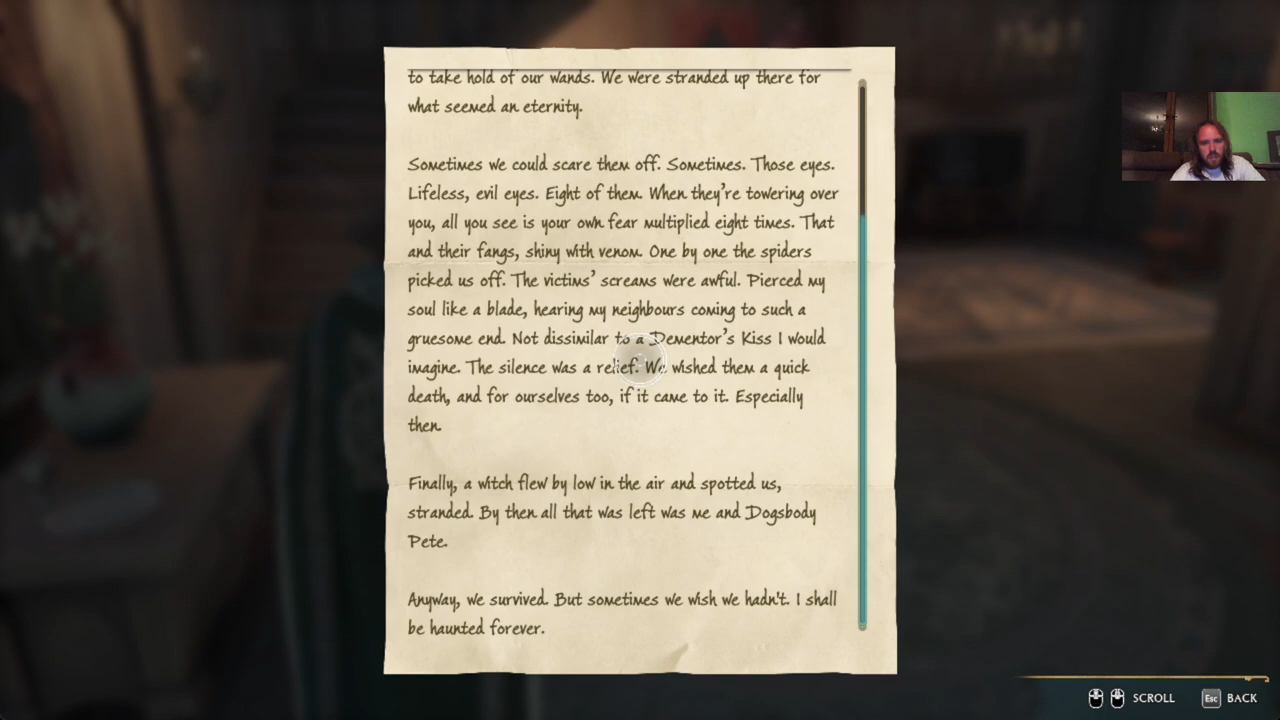 to take hold of our wands. We were stranded up there for
what seemed an eternity.
Sometimes we could scare them off. Sometimes. Those eyes.
Lifeless, evil eyes. Eight of them. When they're towering over
you, all you see is your own fear multiplied eight times. That
and their fangs, shiny with venom. One by one the spiders
picked us off. The victims' screams were awful. Pierced my
soul like a blade, hearing my neighbours coming to such a
gruesome end. Not dissimilar to a Dementor's Kiss I would
imagine. The silence was a relief. We wished them a quick
death, and for ourselves too, if it came to it. Especially
then.
Finally, a witch flew by low in the air and spotted us,
stranded. By then all that was left was me and Dogsbody
Pete.
Anyway, we survived. But sometimes we wish we hadn't. I shall
be haunted forever.
SCROLL Esc BACK